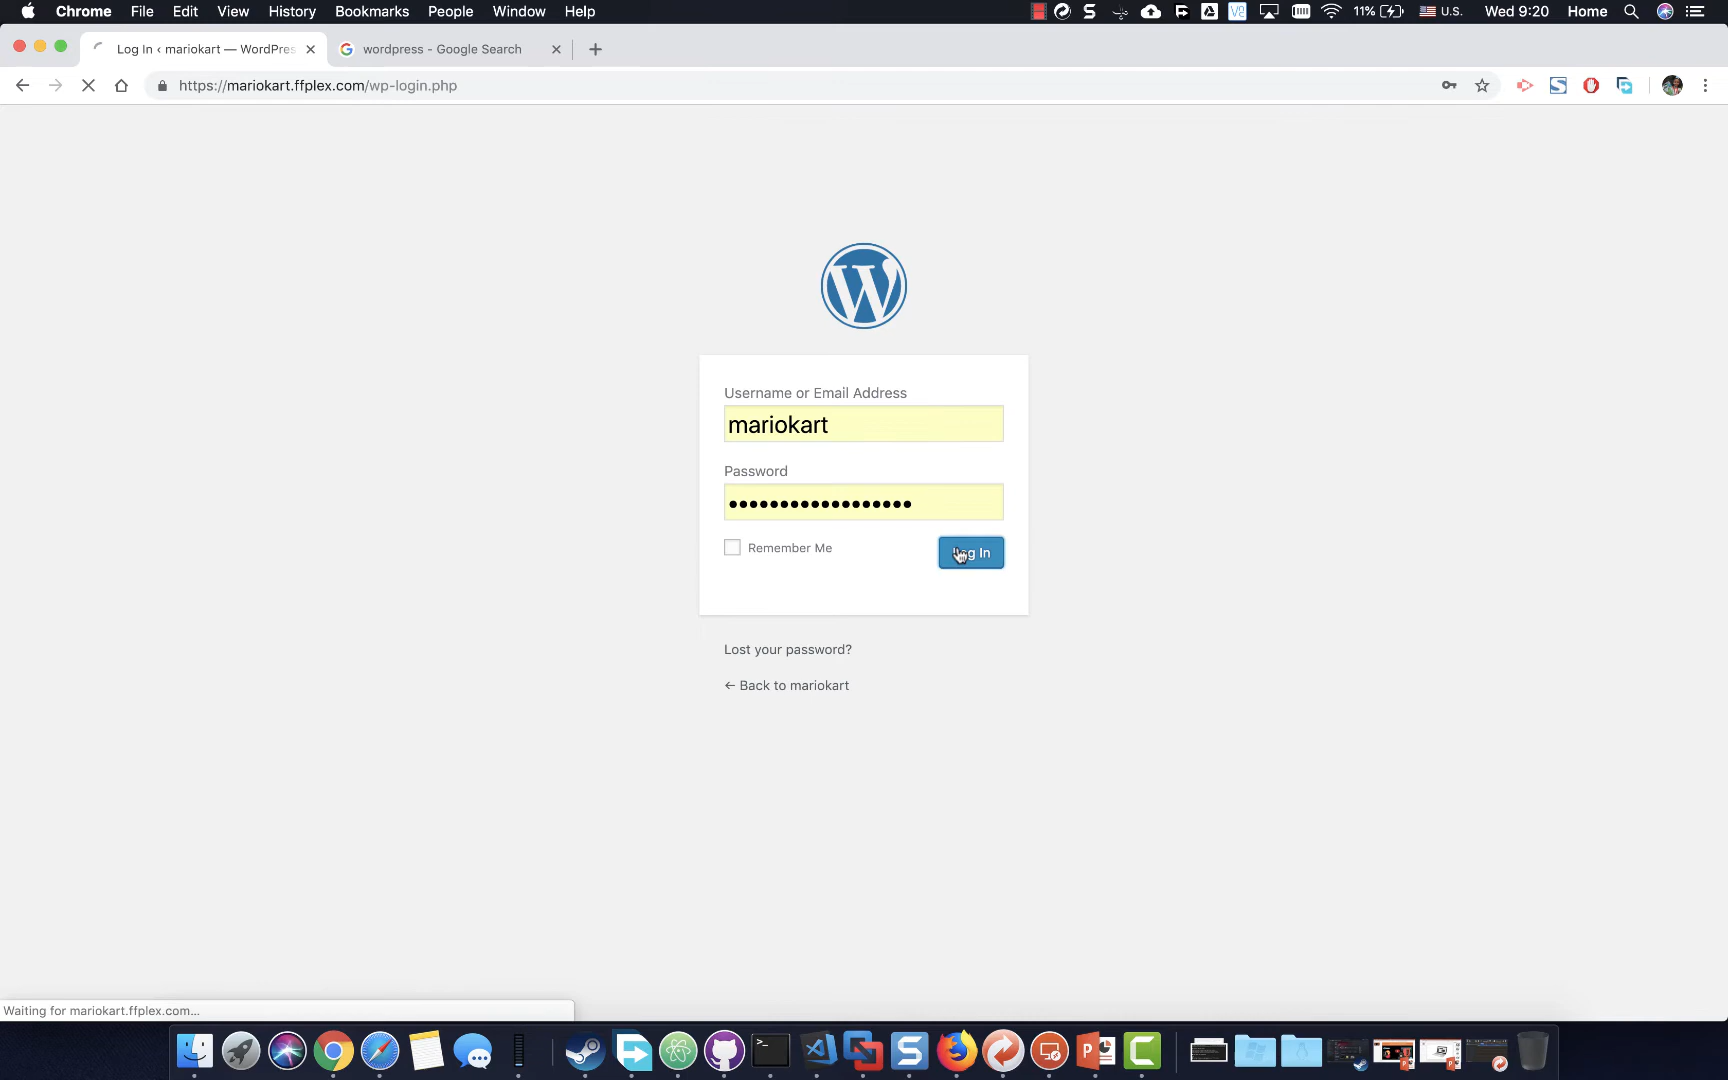 Chrome File Edit View History Bookmarks People Window Help
11% U.S. Wed 9:20 Home
Log In ‹ mariokart — WordPres
wordpress - Google Search
https://mariokart.ffplex.com/wp-login.php
Username or Email Address
mariokart
Password
Remember Me
Log In
Lost your password?
← Back to mariokart
Waiting for mariokart.ffplex.com...